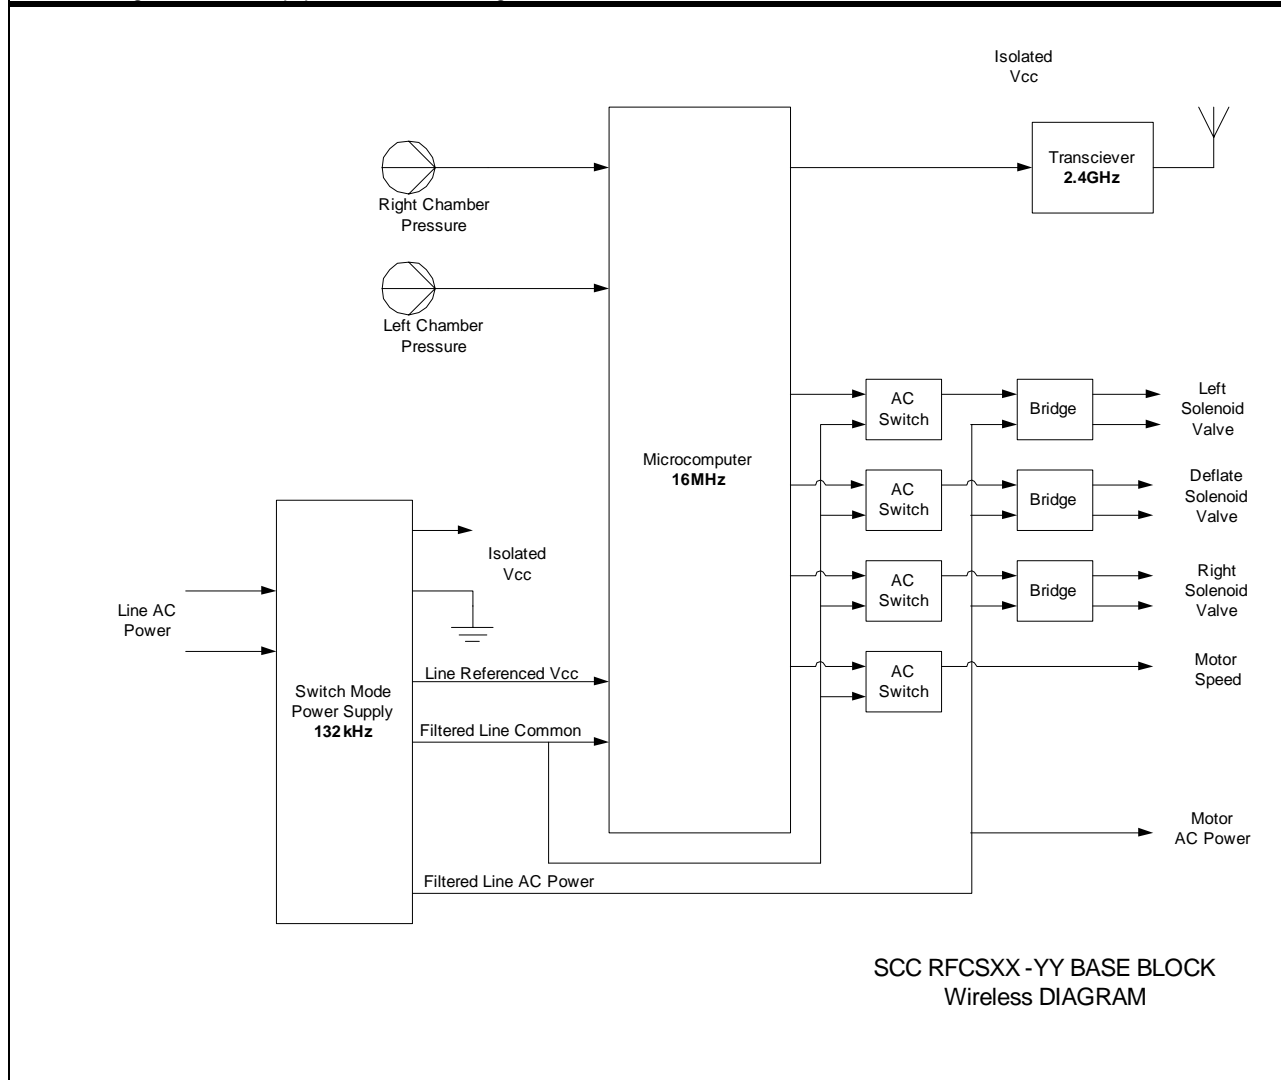 Isolated
Vcc
Transciever
2.4GHz
Right Chamber
Pressure
Left Chamber
Pressure
Microcomputer
16MHz
AC
Switch
Bridge
Left
Solenoid
Valve
AC
Switch
Bridge
Deflate
Solenoid
Valve
AC
Switch
Bridge
Right
Solenoid
Valve
AC
Switch
Motor
Speed
Isolated
Vcc
Line AC
Power
Switch Mode
Power Supply
132kHz
Line Referenced Vcc
Filtered Line Common
Filtered Line AC Power
Motor
AC Power
SCC RFCSXX -YY BASE BLOCK
Wireless DIAGRAM